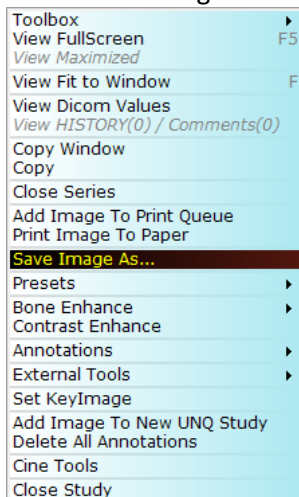 Toolbox
View FullScreen F5
View Maximized
View Fit to Window F
View Dicom Values
View HISTORY(0) / Comments(0)
Copy Window
Copy
Close Series
Add Image To Print Queue
Print Image To Paper
Save Image As...
Presets
Bone Enhance
Contrast Enhance
Annotations
External Tools
Set KeyImage
Add Image To New UNQ Study
Delete All Annotations
Cine Tools
Close Study